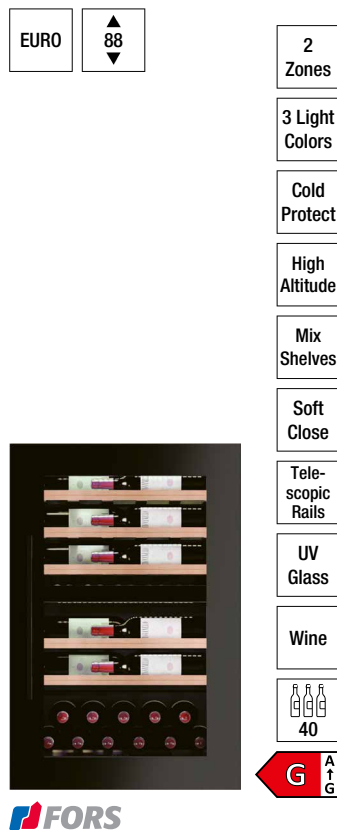 EURO
88
2
Zones
3 Light
Colors
Cold
Protect
High
Altitude
Mix
Shelves
Soft
Close
Tele-
scopic
Rails
UV
Glass
Wine
40
G
A
↑
G
FORS